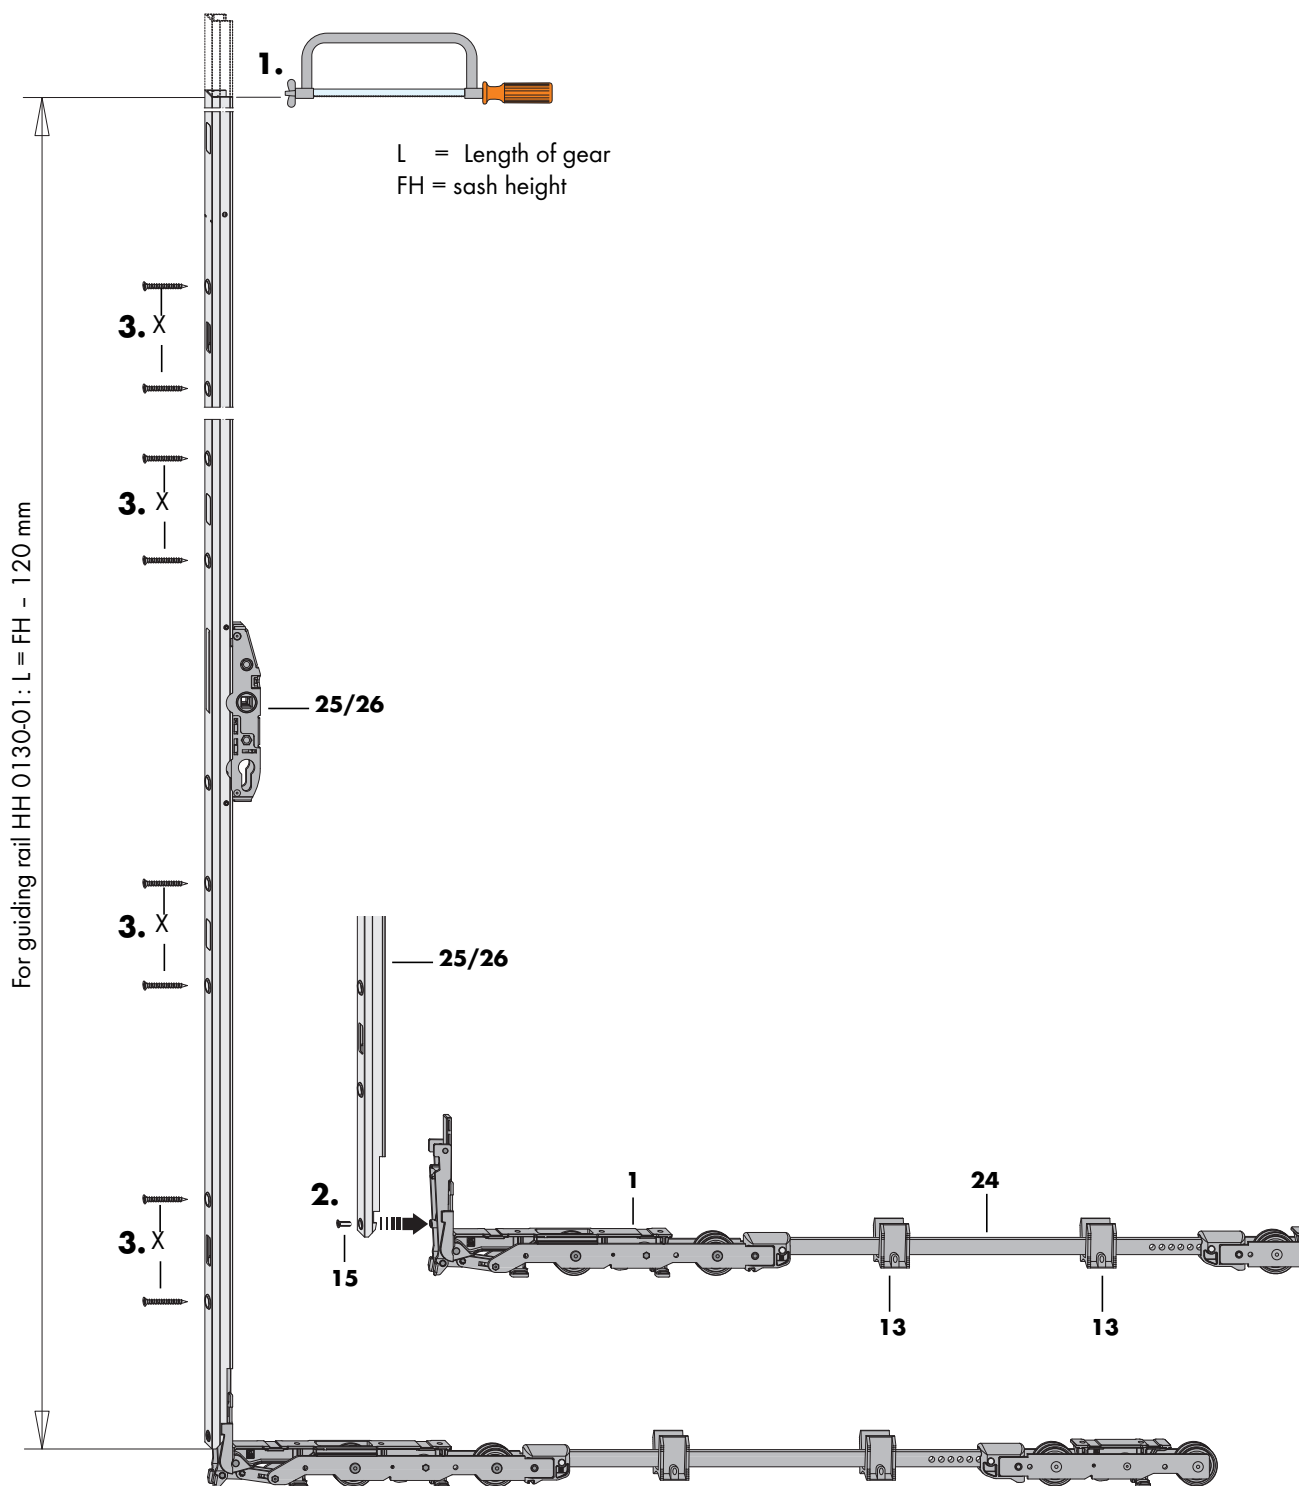 1.
L = Length of gear
FH = sash height
3. X
3. X
For guiding rail HH 0130-01: L = FH – 120 mm
25/26
3. X
25/26
2.
1
24
3. X
15
13
13